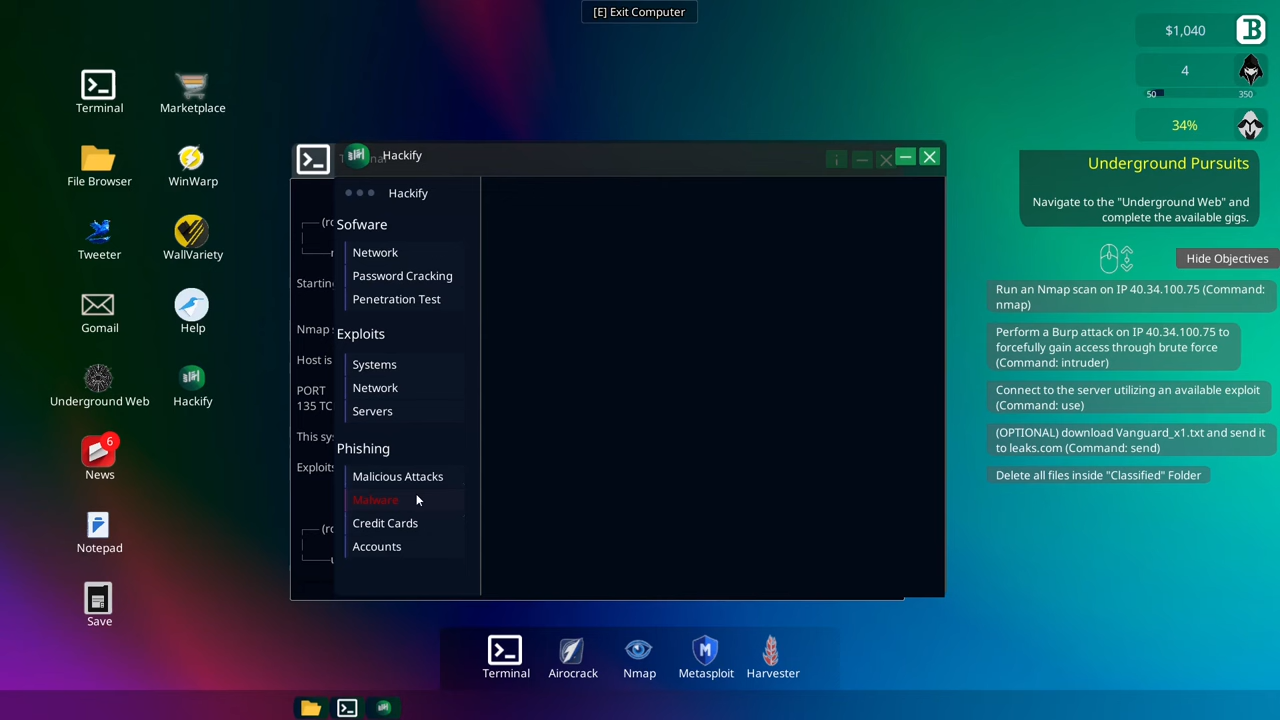 [E] Exit Computer
$1,040
4
50
350
34%
Underground Pursuits
Navigate to the "Underground Web" and
complete the available gigs.
Hide Objectives
Run an Nmap scan on IP 40.34.100.75 (Command:
nmap)
Perform a Burp attack on IP 40.34.100.75 to
forcefully gain access through brute force
(Command: intruder)
Connect to the server utilizing an available exploit
(Command: use)
(OPTIONAL) download Vanguard_x1.txt and send it
to leaks.com (Command: send)
Delete all files inside "Classified" Folder
Terminal
Marketplace
File Browser
WinWarp
Tweeter
WallVariety
Gomail
Help
Underground Web
Hackify
6
News
Notepad
Save
Hackify
Hackify
Sofware
Network
Password Cracking
Penetration Test
Exploits
Systems
Network
Servers
Phishing
Malicious Attacks
Malware
Credit Cards
Accounts
(ro
Starting
Nmap s
Host is
PORT
135 TC
This sys
Exploits
(ro
Terminal
Airocrack
Nmap
Metasploit
Harvester